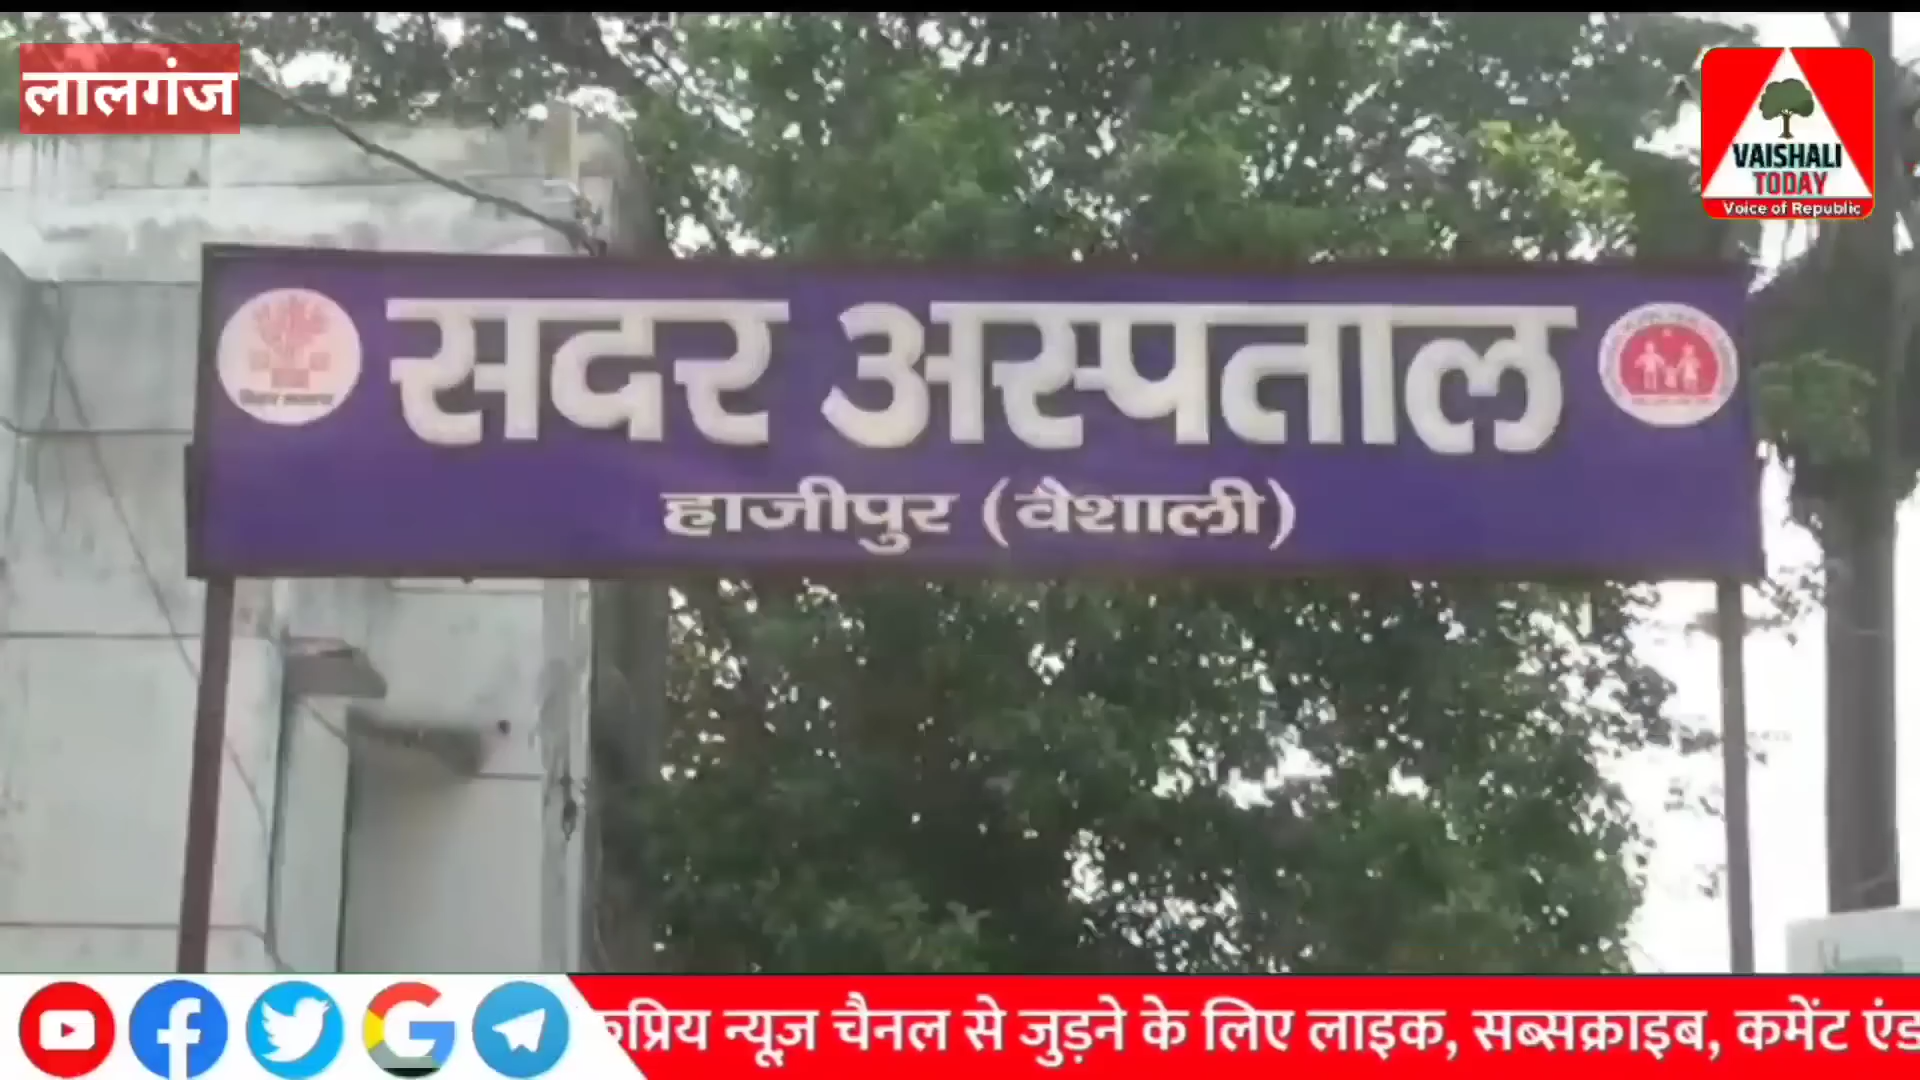 लालगंज
VAISHALI
TODAY
Voice of Republic
सदर अस्पताल
हाजीपुर (वैशाली)
न्यूज़ चैनल से जुड़ने के लिए लाइक, सब्सक्राइब, कमेंट एंड